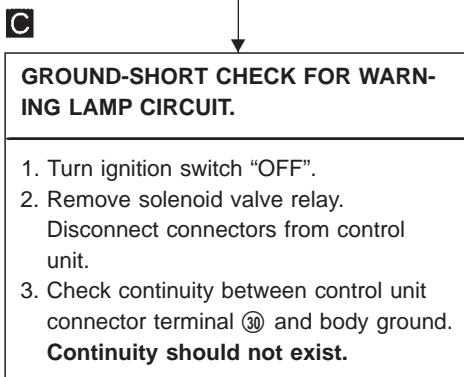 C
GROUND-SHORT CHECK FOR WARN-
ING LAMP CIRCUIT.
1. Turn ignition switch “OFF”.
2. Remove solenoid valve relay.
Disconnect connectors from control
unit.
3. Check continuity between control unit
connector terminal ㉚ and body ground.
Continuity should not exist.